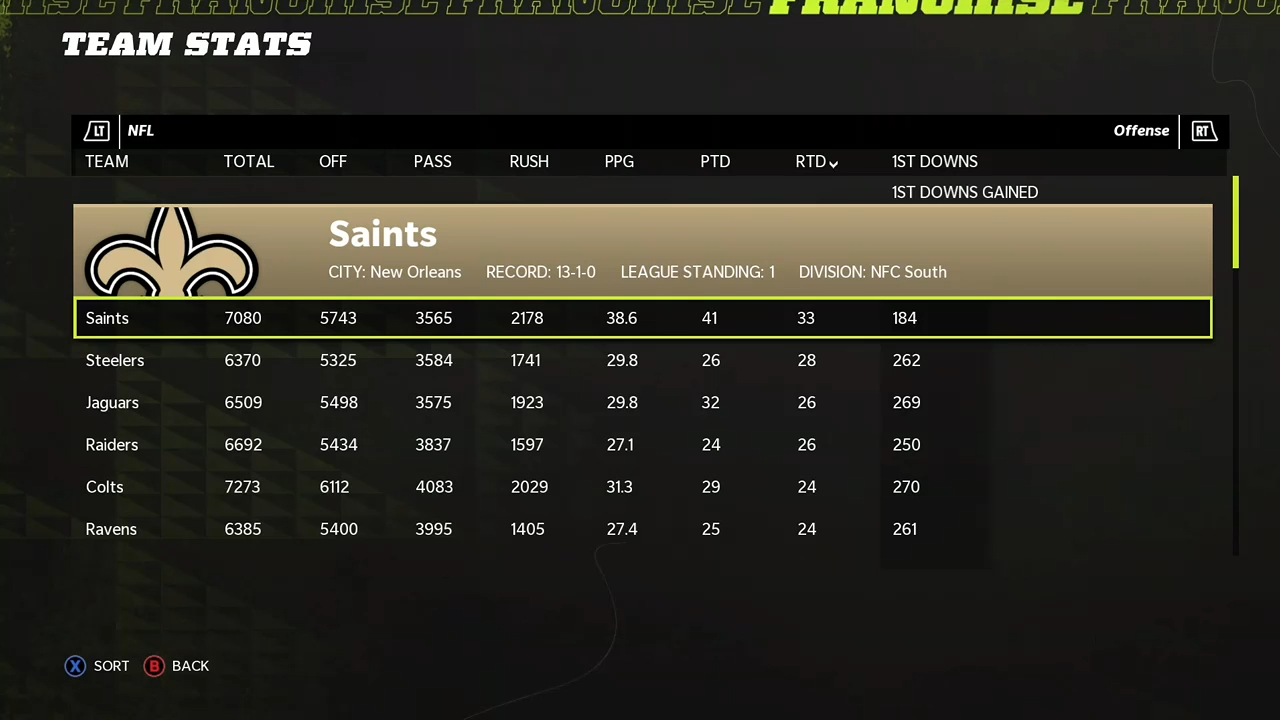 FRANCHISE FRANCHISE FRANCHISE FRANCHISE
TEAM STATS
LT NFL Offense RT
TEAM TOTAL OFF PASS RUSH PPG PTD RTD 1ST DOWNS
1ST DOWNS GAINED
Saints
CITY: New Orleans RECORD: 13-1-0 LEAGUE STANDING: 1 DIVISION: NFC South
Saints 7080 5743 3565 2178 38.6 41 33 184
Steelers 6370 5325 3584 1741 29.8 26 28 262
Jaguars 6509 5498 3575 1923 29.8 32 26 269
Raiders 6692 5434 3837 1597 27.1 24 26 250
Colts 7273 6112 4083 2029 31.3 29 24 270
Ravens 6385 5400 3995 1405 27.4 25 24 261
X SORT B BACK